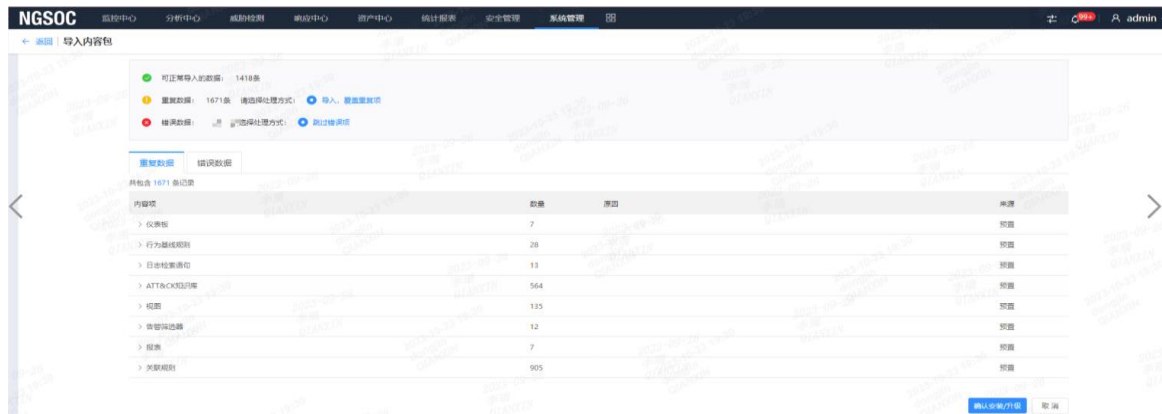 NGSOC 监控中心 分析中心 威胁检测 响应中心 资产中心 统计报表 安全管理 系统管理 99+ admin
← 返回 | 导入内容包
可正常导入的数据： 1418条
重复数据： 1671条 请选择处理方式： 导入，覆盖重复项
错误数据： 选择处理方式： 跳过错误项
重复数据 错误数据
共包含 1671 条记录
内容项 数量 原因 来源
> 仪表板 7 预置
> 行为基线规则 28 预置
> 日志检索语句 13 预置
> ATT&CK知识库 564 预置
> 视图 135 预置
> 告警筛选器 12 预置
> 报表 7 预置
> 关联规则 905 预置
确认安装/升级 取消